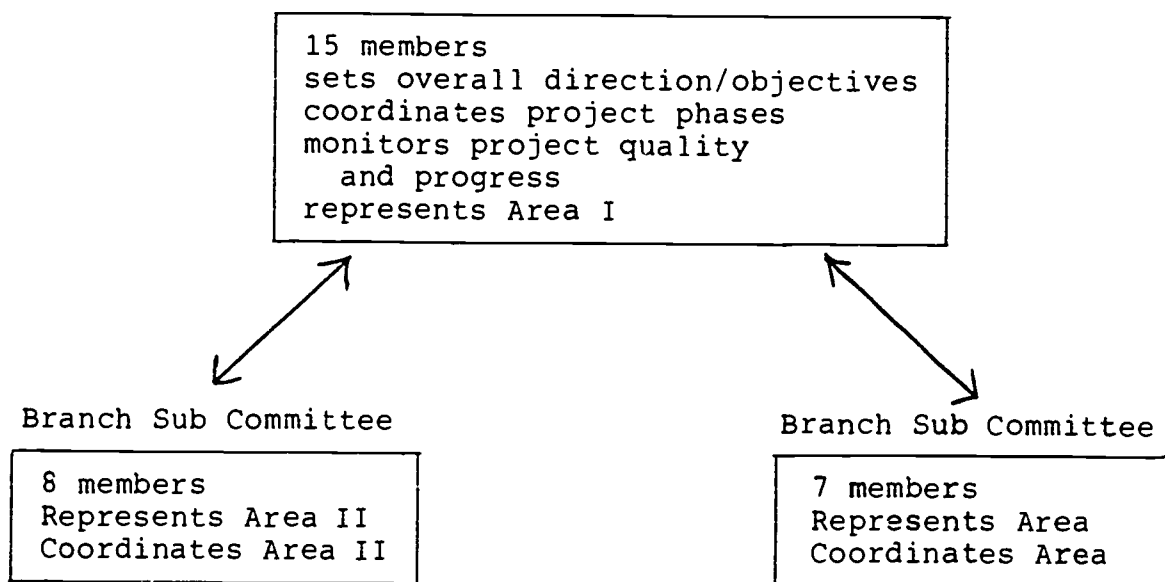 15 members
sets overall direction/objectives
coordinates project phases
monitors project quality
and progress
represents Area I
Branch Sub Committee
8 members
Represents Area II
Coordinates Area II
Branch Sub Committee
7 members
Represents Area
Coordinates Area